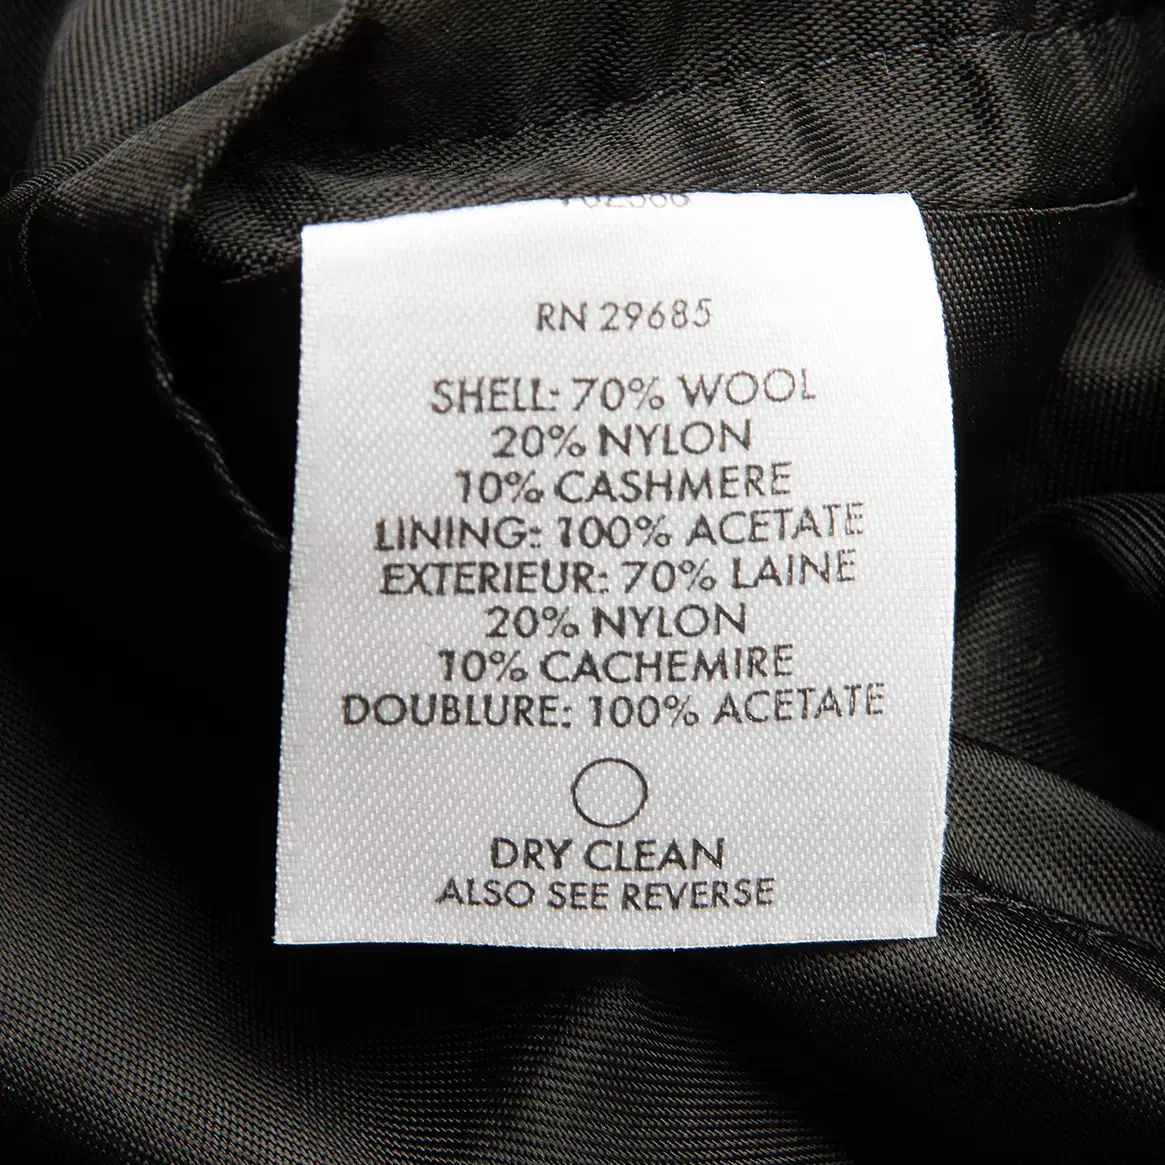 RN 29685
SHELL: 70% WOOL
20% NYLON
10% CASHMERE
LINING: 100% ACETATE
EXTERIEUR: 70% LAINE
20% NYLON
10% CACHEMIRE
DOUBLURE: 100% ACETATE
DRY CLEAN
ALSO SEE REVERSE